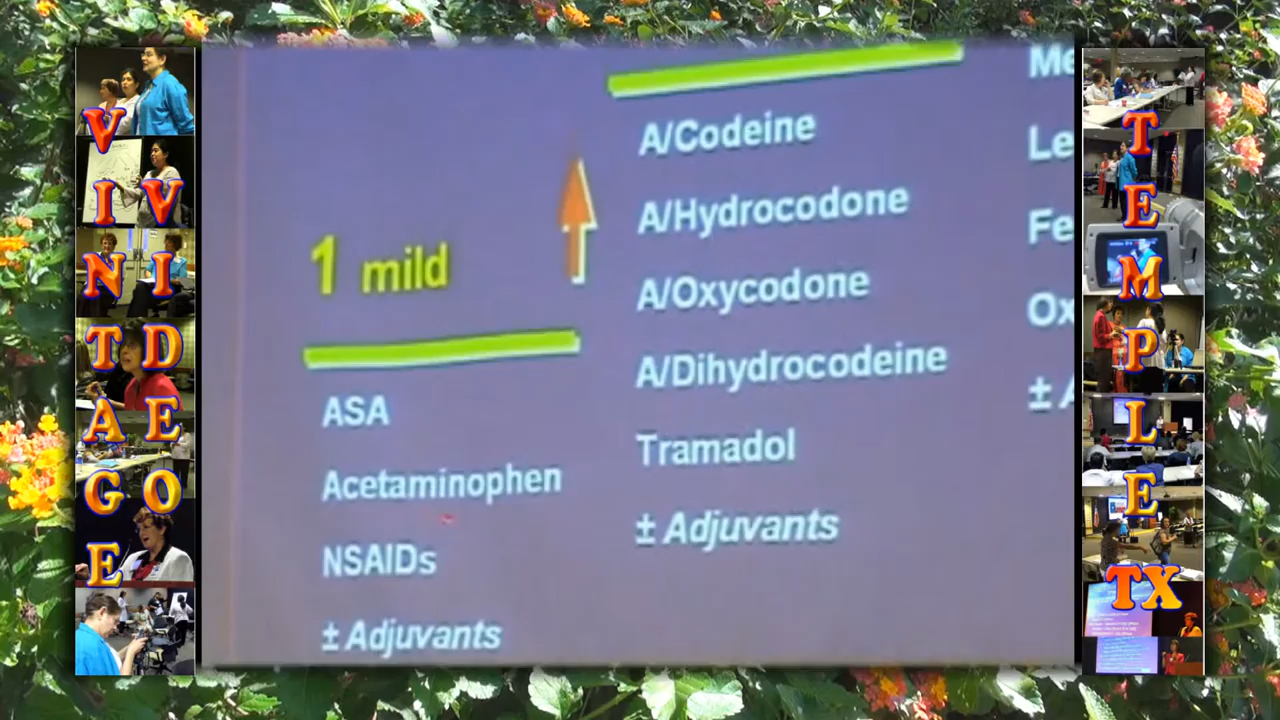 VINTAGE
VIDEO
1 mild
ASA
Acetaminophen
NSAIDs
± Adjuvants
A/Codeine
A/Hydrocodone
A/Oxycodone
A/Dihydrocodeine
Tramadol
± Adjuvants
Me
Le
Fe
Ox
± A
TEMPLE
TX